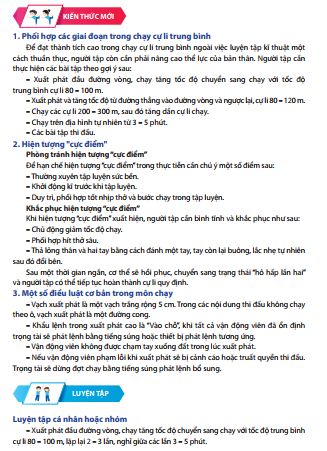 KIẾN THỨC MỚI
1. Phối hợp các giai đoạn trong chạy cự li trung bình
Để đạt thành tích cao trong chạy cự li trung bình ngoài việc luyện tập kĩ thuật một
cách thuần thục, người tập còn cần phải nâng cao thể lực của bản thân. Người tập cần
thực hiện các bài tập theo gợi ý sau:
– Xuất phát đầu đường vòng, chạy tăng tốc độ chuyển sang chạy với tốc độ
trung bình cự li 80 = 100 m.
– Xuất phát và tăng tốc độ từ đường thẳng vào đường vòng và ngược lại, cự li 80 – 120 m.
– Chạy các cự li 200 = 300 m, sau đó tăng dần cự li chạy.
– Chạy trên địa hình tự nhiên từ 3 = 5 phút.
– Các bài tập thi đấu.
2. Hiện tượng "cực điểm"
Phòng tránh hiện tượng "cực điểm"
Để hạn chế hiện tượng "cực điểm" trong thực tiễn cần chú ý một số điểm sau:
– Thường xuyên tập luyện sức bền.
– Khởi động kĩ trước khi tập luyện.
– Duy trì, phối hợp tốt nhịp thở và bước chạy trong tập luyện.
Khắc phục hiện tượng "cực điểm"
Khi hiện tượng "cực điểm" xuất hiện, người tập cần bình tĩnh và khắc phục như sau:
– Chủ động giảm tốc độ chạy.
– Phối hợp hít thở sâu.
– Thả lỏng thân và hai tay bằng cách đánh một tay, tay còn lại buông, lắc nhẹ tự nhiên
sau đó đổi bên.
Sau một thời gian ngắn, cơ thể sẽ hồi phục, chuyển sang trạng thái "hô hấp lần hai"
và người tập có thể tiếp tục hoàn thành cự li quy định.
3. Một số điều luật cơ bản trong môn chạy
– Vạch xuất phát là một vạch trắng rộng 5 cm. Trong các nội dung thi đấu không chạy
theo ô, vạch xuất phát là một đường cong.
– Khẩu lệnh trong xuất phát cao là "Vào chỗ", khi tất cả vận động viên đã ổn định
trọng tài sẽ phát lệnh bằng tiếng súng hoặc thiết bị phát lệnh tương ứng.
– Vận động viên không được chạm tay xuống đất trong lúc xuất phát.
– Nếu vận động viên phạm lỗi khi xuất phát sẽ bị cảnh cáo hoặc truất quyền thi đấu.
Trọng tài sẽ dừng đợt chạy bằng tiếng súng phát lệnh bổ sung.
LUYỆN TẬP
Luyện tập cá nhân hoặc nhóm
– Xuất phát đầu đường vòng, chạy tăng tốc độ chuyển sang chạy với tốc độ trung bình
cự li 80 = 100 m, lặp lại 2 = 3 lần, nghỉ giữa các lần 3 = 5 phút.